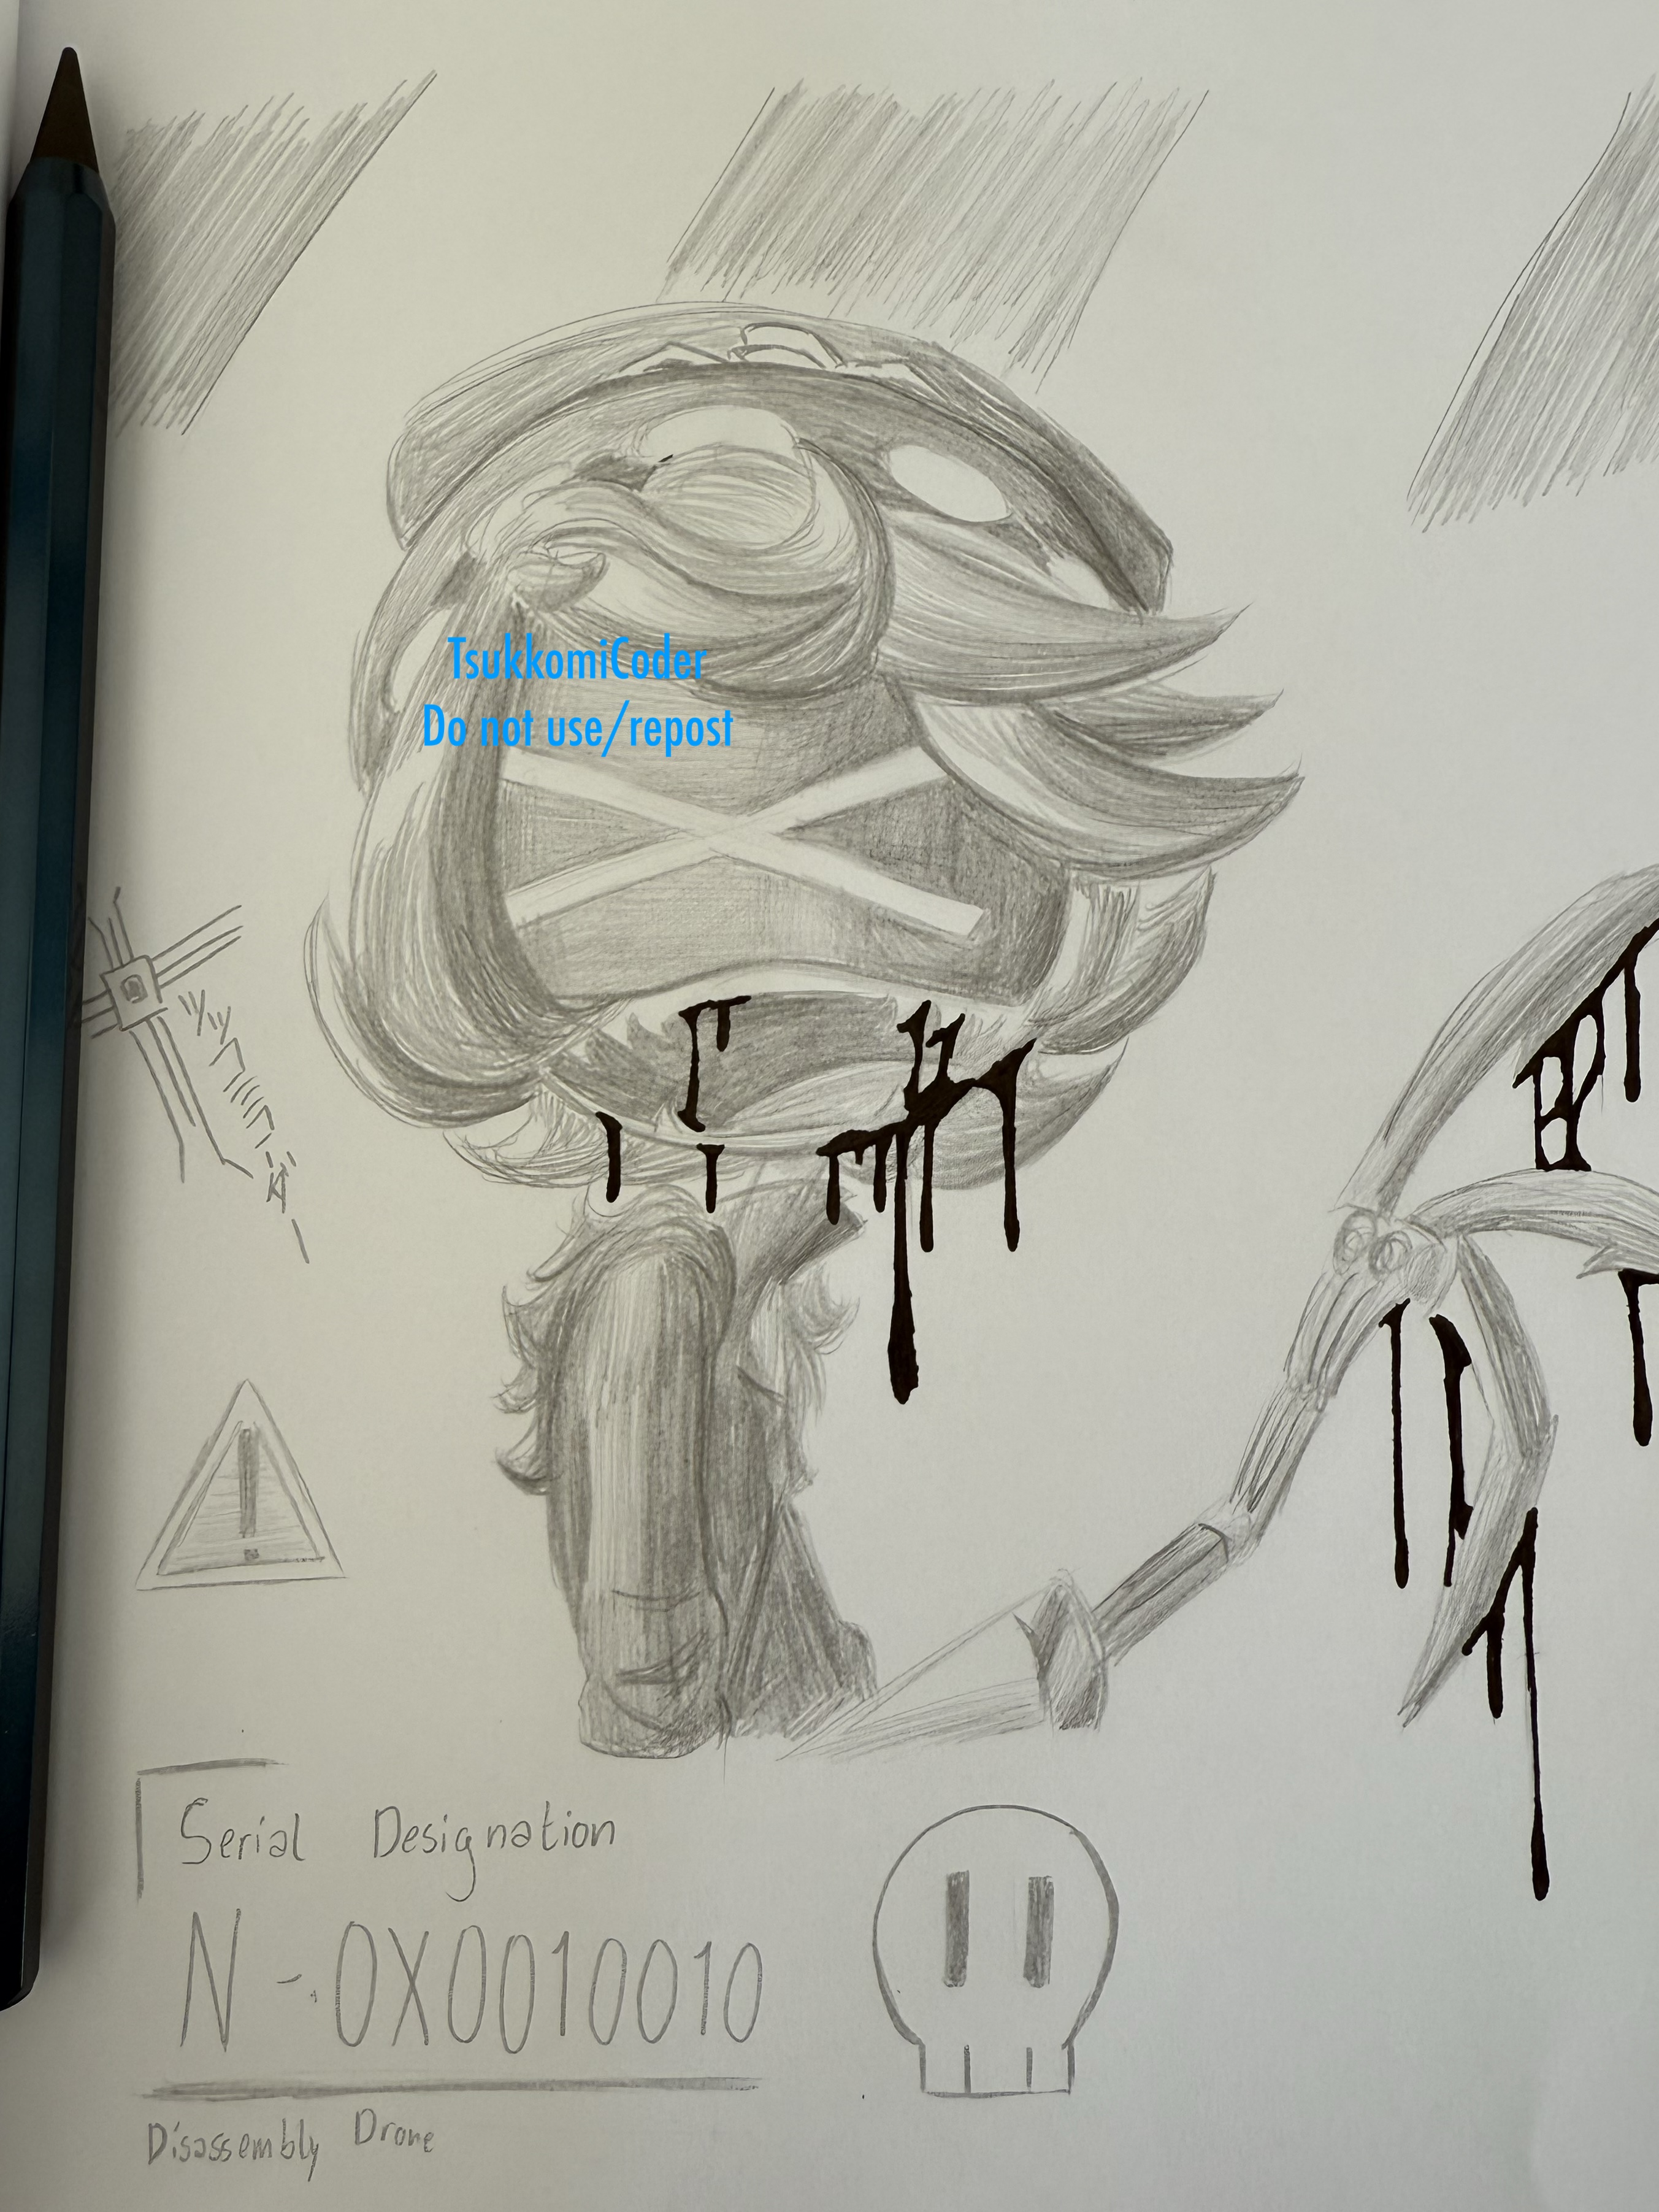 TsukkomiCoder
Do not use/repost
Serial Designation
N-0X0010010
Disassembly Drone